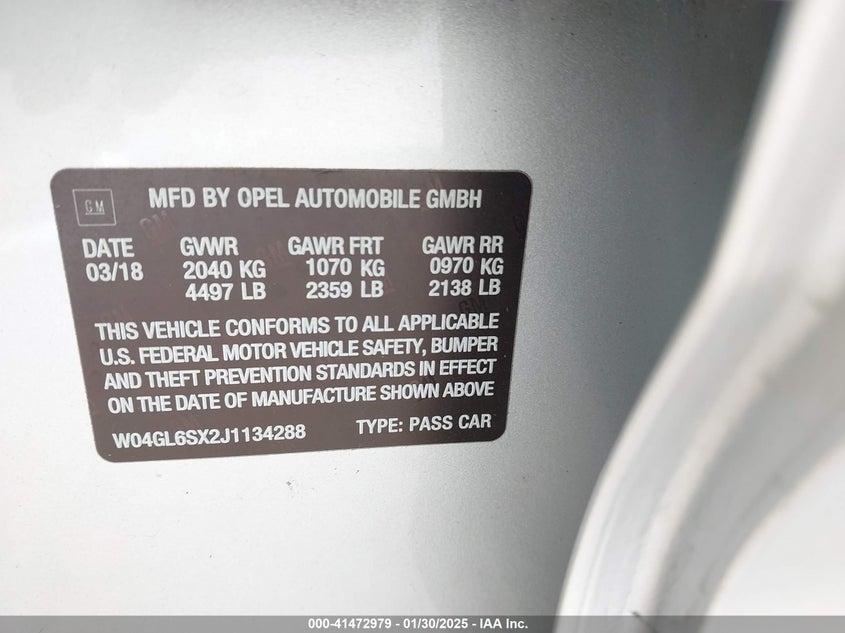 GM
MFD BY OPEL AUTOMOBILE GMBH
DATE GVWR GAWR FRT GAWR RR
03/18 2040 KG 1070 KG 0970 KG
4497 LB 2359 LB 2138 LB
THIS VEHICLE CONFORMS TO ALL APPLICABLE
U.S. FEDERAL MOTOR VEHICLE SAFETY, BUMPER
AND THEFT PREVENTION STANDARDS IN EFFECT
ON THE DATE OF MANUFACTURE SHOWN ABOVE
W04GL6SX2J1134288 TYPE: PASS CAR
000-41472979 - 01/30/2025 - IAA Inc.